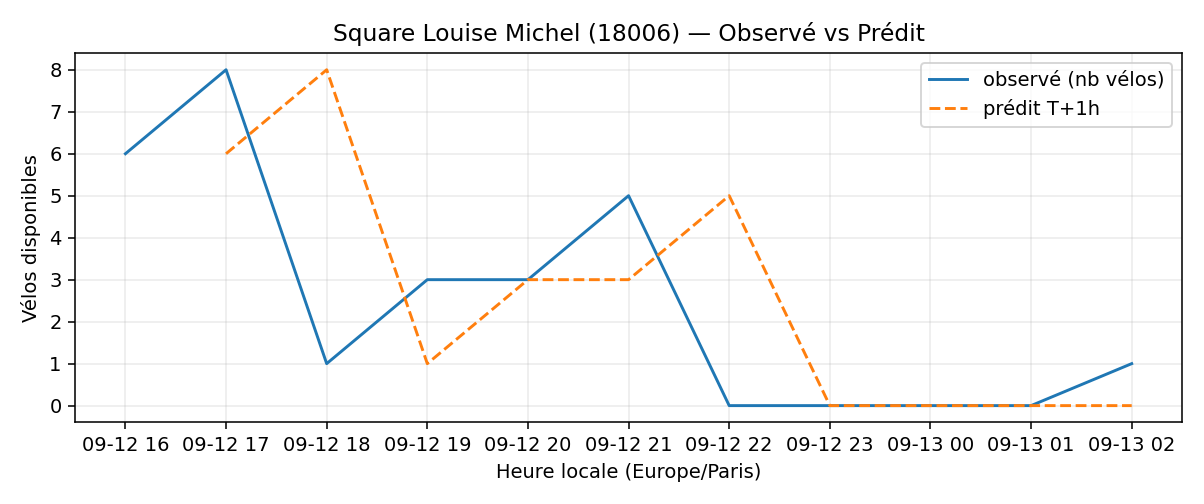 Square Louise Michel (18006) — Observé vs Prédit
observé (nb vélos)
prédit T+1h
Vélos disponibles
8
7
6
5
4
3
2
1
0
09-12 16 09-12 17 09-12 18 09-12 19 09-12 20 09-12 21 09-12 22 09-12 23 09-13 00 09-13 01 09-13 02
Heure locale (Europe/Paris)